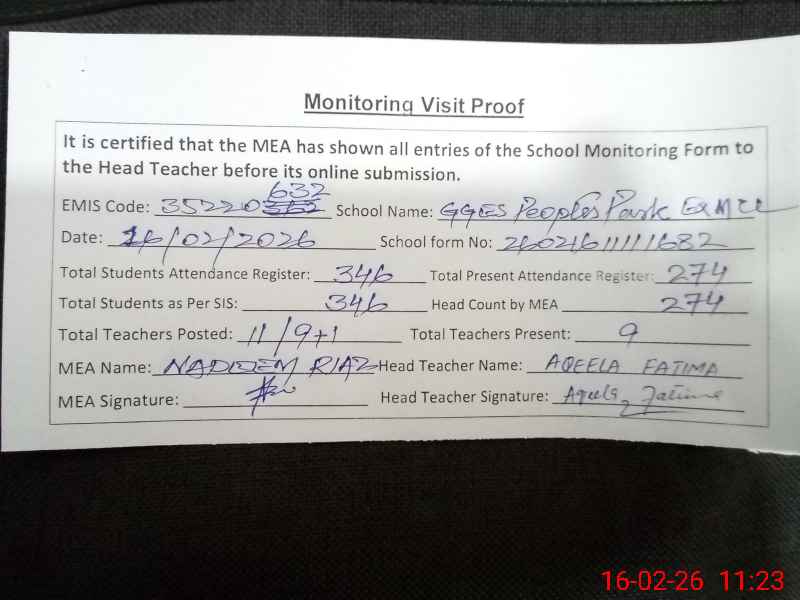 Monitoring Visit Proof
It is certified that the MEA has shown all entries of the School Monitoring Form to
the Head Teacher before its online submission.
EMIS Code: 35220632 School Name: GGES Peoples Park Ex MCL
Date: 16/02/2026 School form No:
Total Students Attendance Register: 346 Total Present Attendance Register: 274
Total Students as Per SIS: 346 Head Count by MEA 274
Total Teachers Posted: 11/9+1 Total Teachers Present: 9
MEA Name: NADEEM RIAZ Head Teacher Name: AQEELA FATIMA
MEA Signature: Head Teacher Signature: Aqeela Fatima
16-02-26 11:23